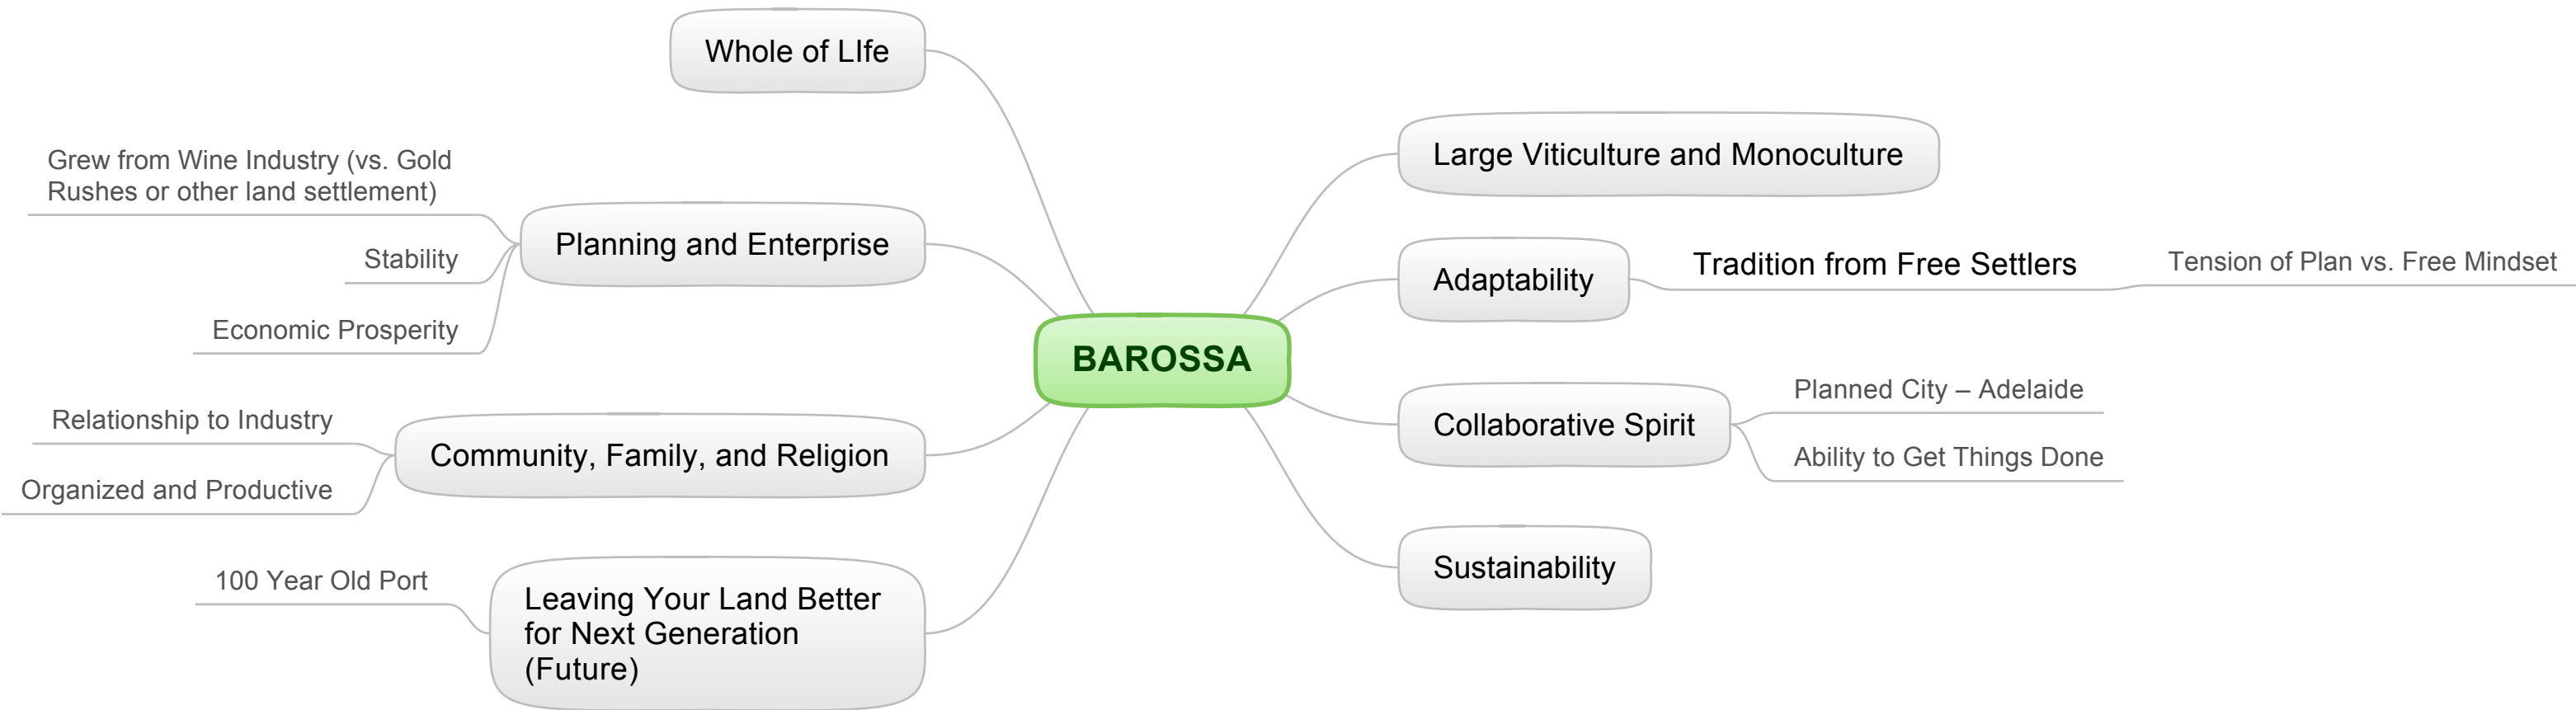 Whole of LIfe
Grew from Wine Industry (vs. Gold
Rushes or other land settlement)
Planning and Enterprise
Stability
Economic Prosperity
Relationship to Industry
Community, Family, and Religion
Organized and Productive
100 Year Old Port
Leaving Your Land Better
for Next Generation
(Future)
BAROSSA
Large Viticulture and Monoculture
Adaptability
Tradition from Free Settlers
Tension of Plan vs. Free Mindset
Collaborative Spirit
Planned City – Adelaide
Ability to Get Things Done
Sustainability